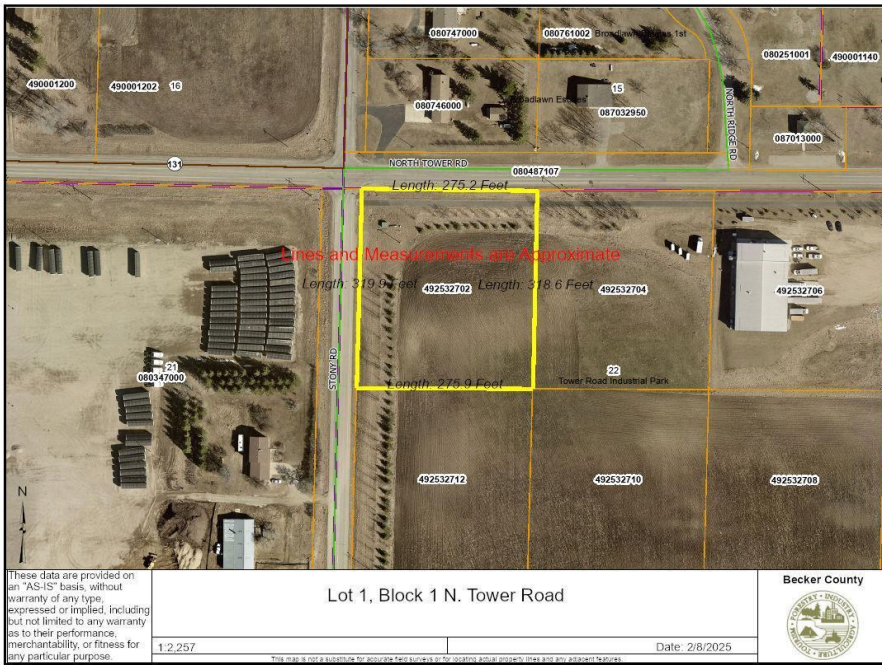 080747000
080761002
Broadlawn Estates 1st
080251001
490001140
490001200
490001202
16
15
080746000
Broadlawn Estates
087032950
NORTH RIDGE RD
087013000
131
NORTH TOWER RD
080487107
Length: 275.2 Feet
Lines and Measurements are Approximate
Length: 319.9 Feet
492532702
Length: 318.6 Feet
492532704
492532706
21
080347000
STONY RD
Length: 275.9 Feet
22
Tower Road Industrial Park
492532712
492532710
492532708
N
These data are provided on
an "AS-IS" basis, without
warranty of any type,
expressed or implied, including
but not limited to any warranty
as to their performance,
merchantability, or fitness for
any particular purpose.
Lot 1, Block 1 N. Tower Road
1:2,257
Date: 2/8/2025
This map is not a substitute for accurate field surveys or for locating actual property lines and any adjacent features.
Becker County
FORESTRY • INDUSTRY
AGRICULTURE • TOURISM